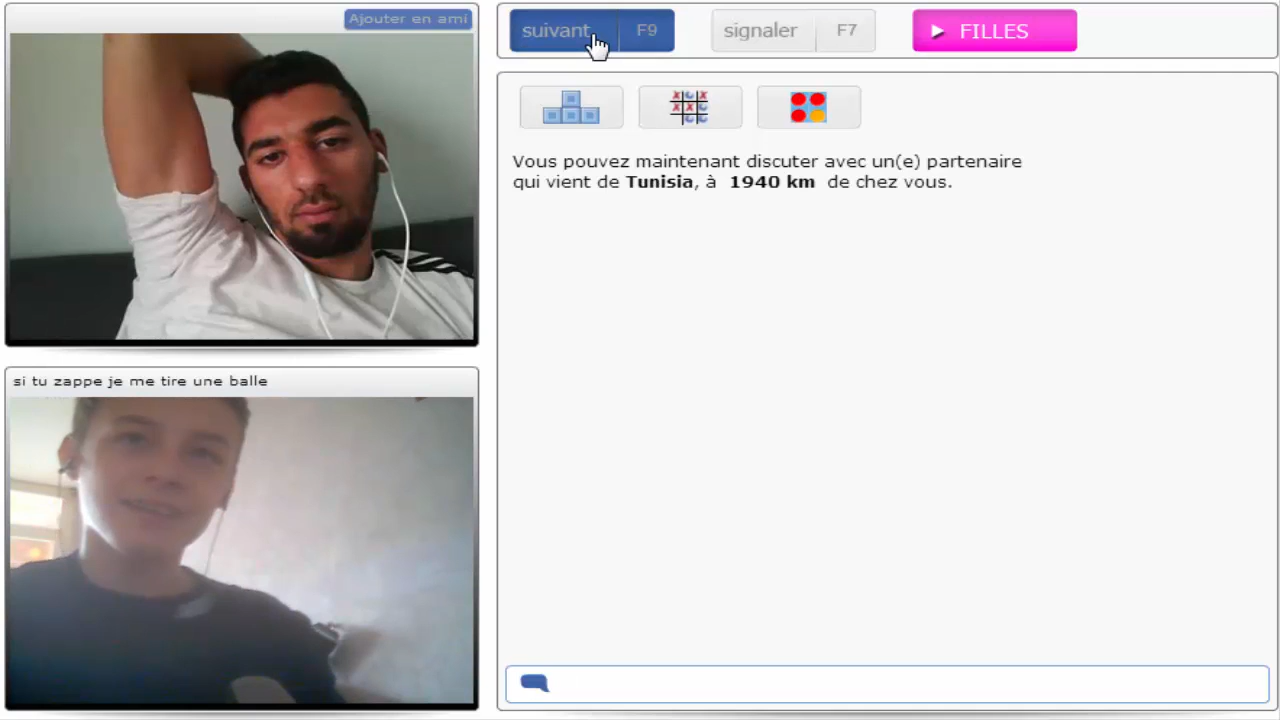 Ajouter en ami
suivant F9 signaler F7 FILLES
Vous pouvez maintenant discuter avec un(e) partenaire
qui vient de Tunisia, à 1940 km de chez vous.
si tu zappe je me tire une balle